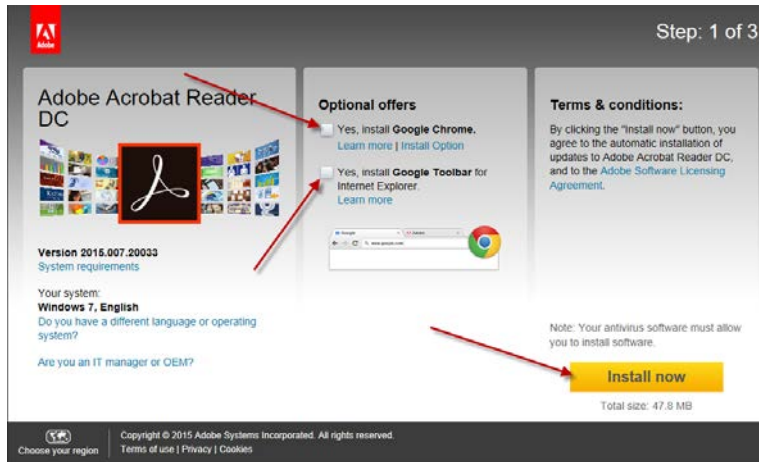 Adobe
Step: 1 of 3
Adobe Acrobat Reader
DC
Version 2015.007.20033
System requirements
Your system:
Windows 7, English
Do you have a different language or operating
system?
Are you an IT manager or OEM?
Optional offers
Yes, install Google Chrome.
Learn more | Install Option
Yes, install Google Toolbar for
Internet Explorer.
Learn more
Terms & conditions:
By clicking the "Install now" button, you
agree to the automatic installation of
updates to Adobe Acrobat Reader DC,
and to the Adobe Software Licensing
Agreement.
Note: Your antivirus software must allow
you to install software.
Install now
Total size: 47.8 MB
Choose your region
Copyright © 2015 Adobe Systems Incorporated. All rights reserved.
Terms of use | Privacy | Cookies